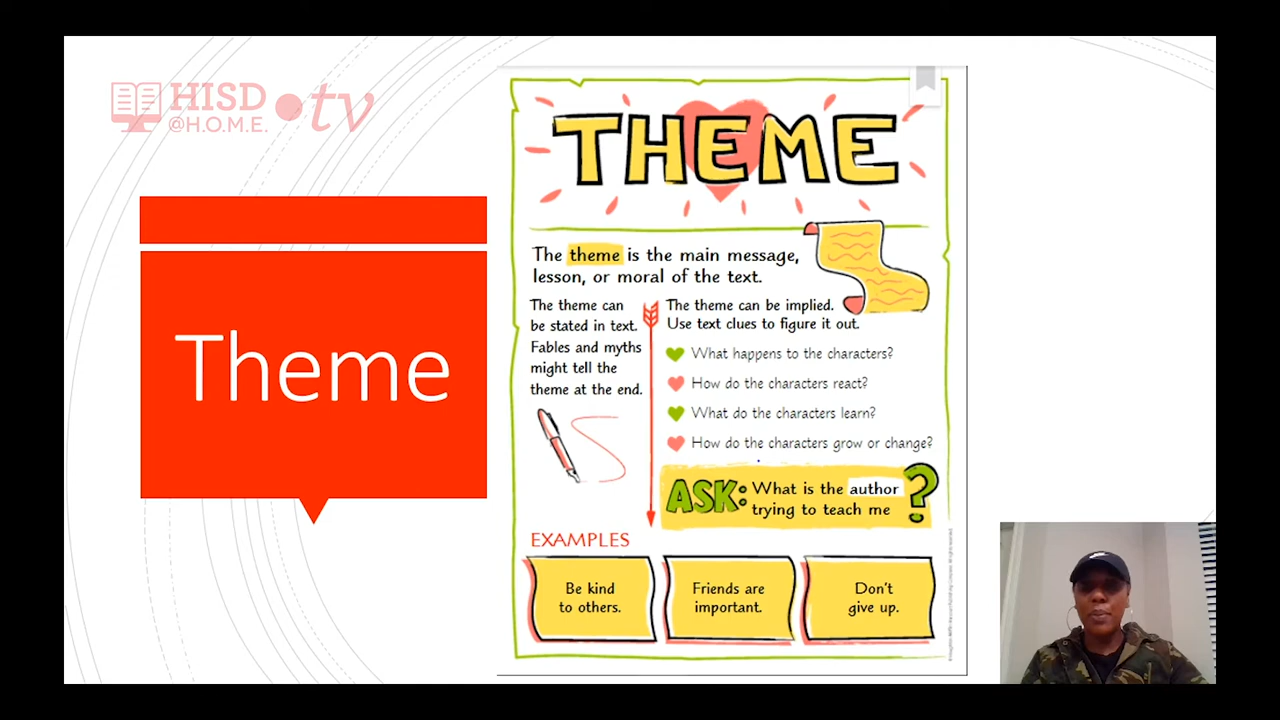 HISD
@H.O.M.E.
tv
Theme
THEME
The theme is the main message,
lesson, or moral of the text.
The theme can
be stated in text.
Fables and myths
might tell the
theme at the end.
The theme can be implied.
Use text clues to figure it out.
What happens to the characters?
How do the characters react?
What do the characters learn?
How do the characters grow or change?
ASK: What is the author
trying to teach me
?
EXAMPLES
Be kind
to others.
Friends are
important.
Don't
give up.